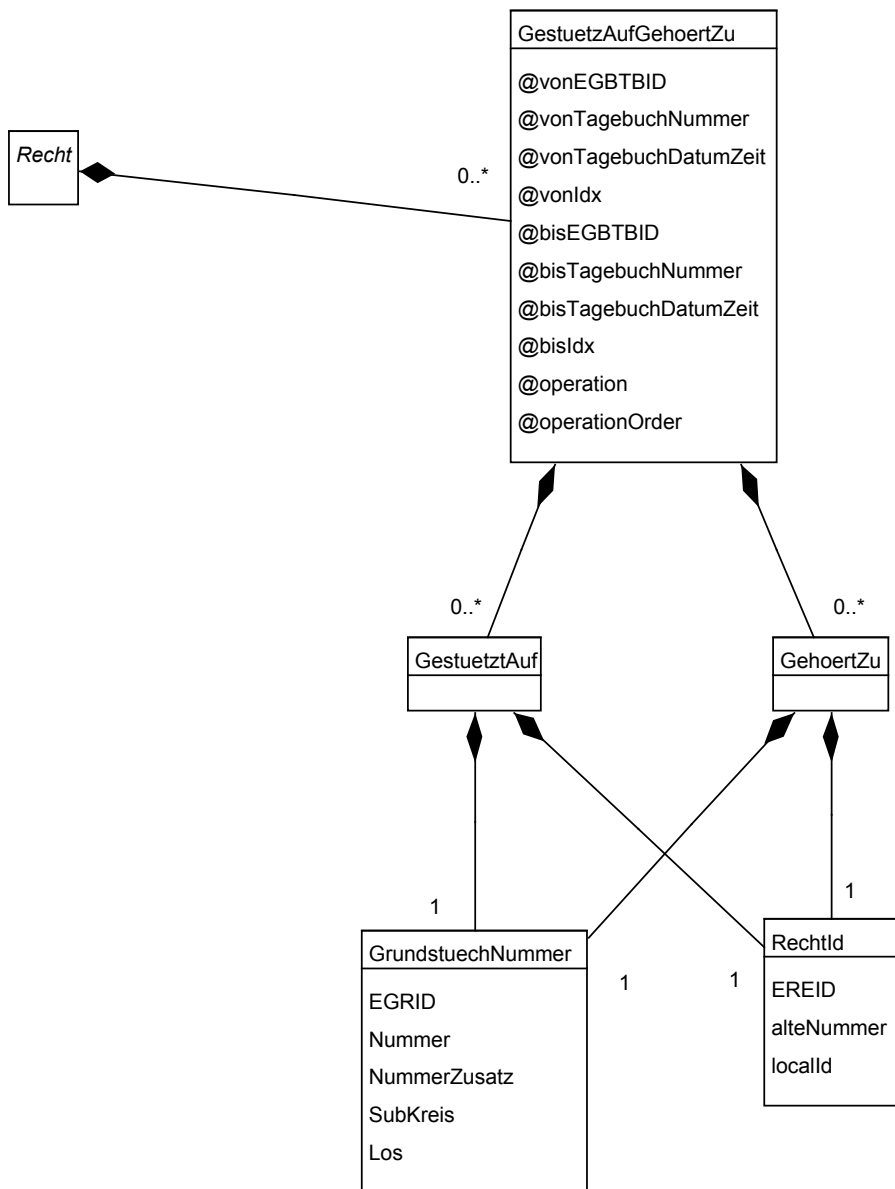 GestuetzAufGehoertZu
@vonEGBTBID
@vonTagebuchNummer
@vonTagebuchDatumZeit
@vonIdx
@bisEGBTBID
@bisTagebuchNummer
@bisTagebuchDatumZeit
@bisIdx
@operation
@operationOrder
Recht
0..*
0..*
0..*
GestuetztAuf
GehoertZu
1
1
1
1
GrundstuechNummer
EGRID
Nummer
NummerZusatz
SubKreis
Los
RechtId
EREID
alteNummer
localId